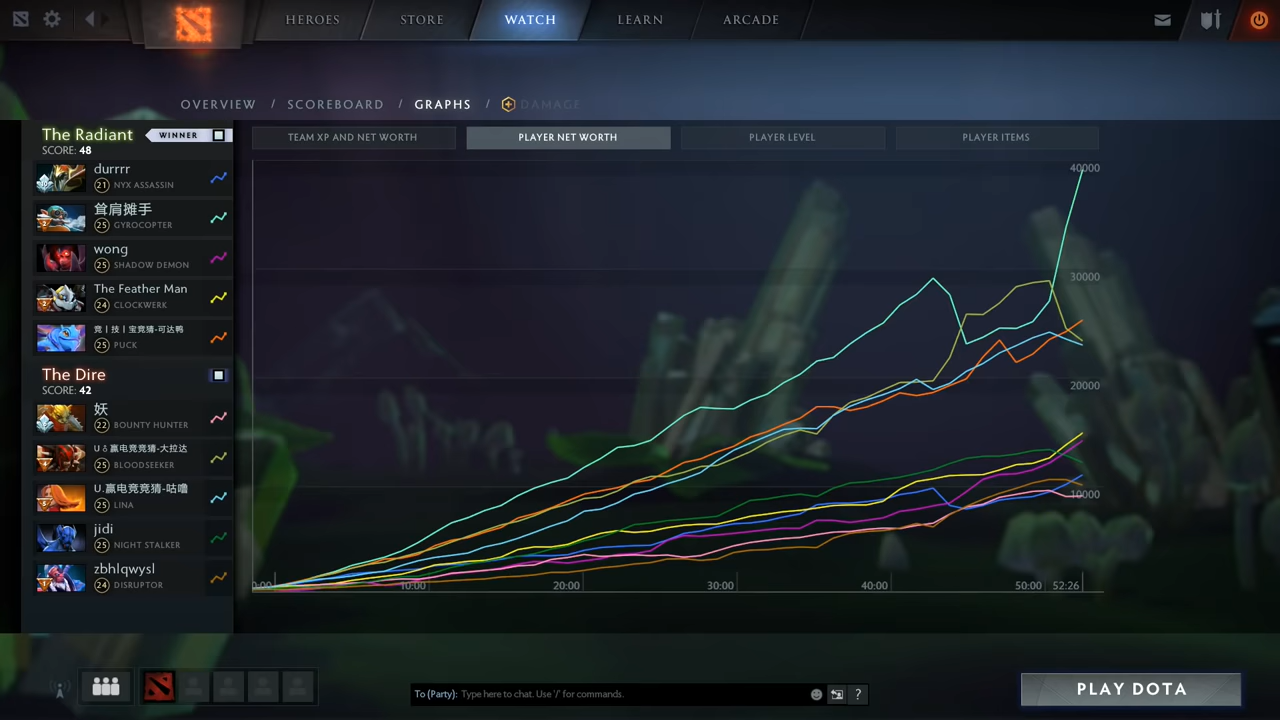 HEROES
STORE
WATCH
LEARN
ARCADE
OVERVIEW / SCOREBOARD / GRAPHS / DAMAGE
The Radiant WINNER
SCORE: 48
TEAM XP AND NET WORTH
PLAYER NET WORTH
PLAYER LEVEL
PLAYER ITEMS
durrrr
21 NYX ASSASSIN
耸肩摊手
25 GYROCOPTER
wong
25 SHADOW DEMON
The Feather Man
24 CLOCKWERK
竞丨技丨宝竞猜-可达鸭
25 PUCK
The Dire
SCORE: 42
妖
22 BOUNTY HUNTER
U♁赢电竞竞猜-大拉达
25 BLOODSEEKER
U.赢电竞竞猜-咕噜
25 LINA
jidi
25 NIGHT STALKER
zbhlqwysl
24 DISRUPTOR
40000
30000
20000
10000
0:00 10:00 20:00 30:00 40:00 50:00 52:26
To (Party): Type here to chat. Use '/' for commands.
?
PLAY DOTA